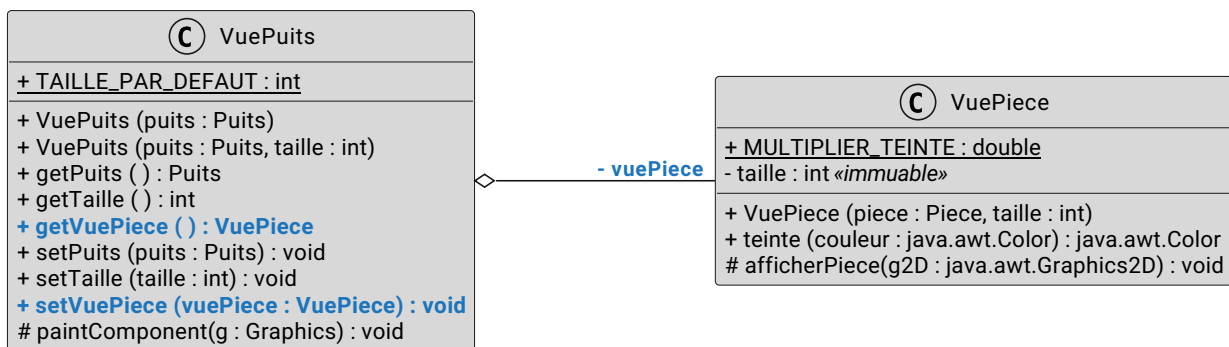 C VuePuits
+ TAILLE_PAR_DEFAUT : int
+ VuePuits (puits : Puits)
+ VuePuits (puits : Puits, taille : int)
+ getPuits ( ) : Puits
+ getTaille ( ) : int
+ getVuePiece ( ) : VuePiece
+ setPuits (puits : Puits) : void
+ setTaille (taille : int) : void
+ setVuePiece (vuePiece : VuePiece) : void
# paintComponent(g : Graphics) : void
- vuePiece
C VuePiece
+ MULTIPLIER_TEINTE : double
- taille : int «immuable»
+ VuePiece (piece : Piece, taille : int)
+ teinte (couleur : java.awt.Color) : java.awt.Color
# afficherPiece(g2D : java.awt.Graphics2D) : void